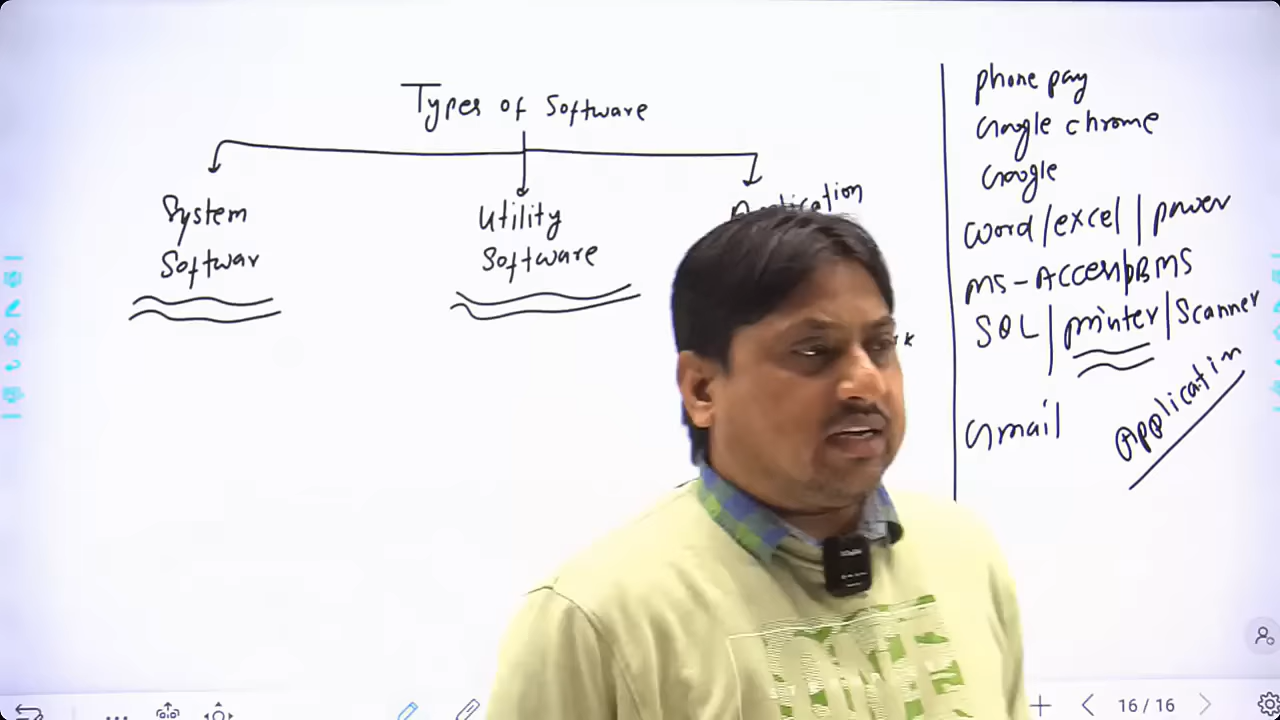 Types of Software
System
Softwar
Utility
Software
Application
phone pay
Google chrome
Google
word/excel/power
MS-Access/DBMS
SQL/printer/Scanner
Gmail
Application
16/16